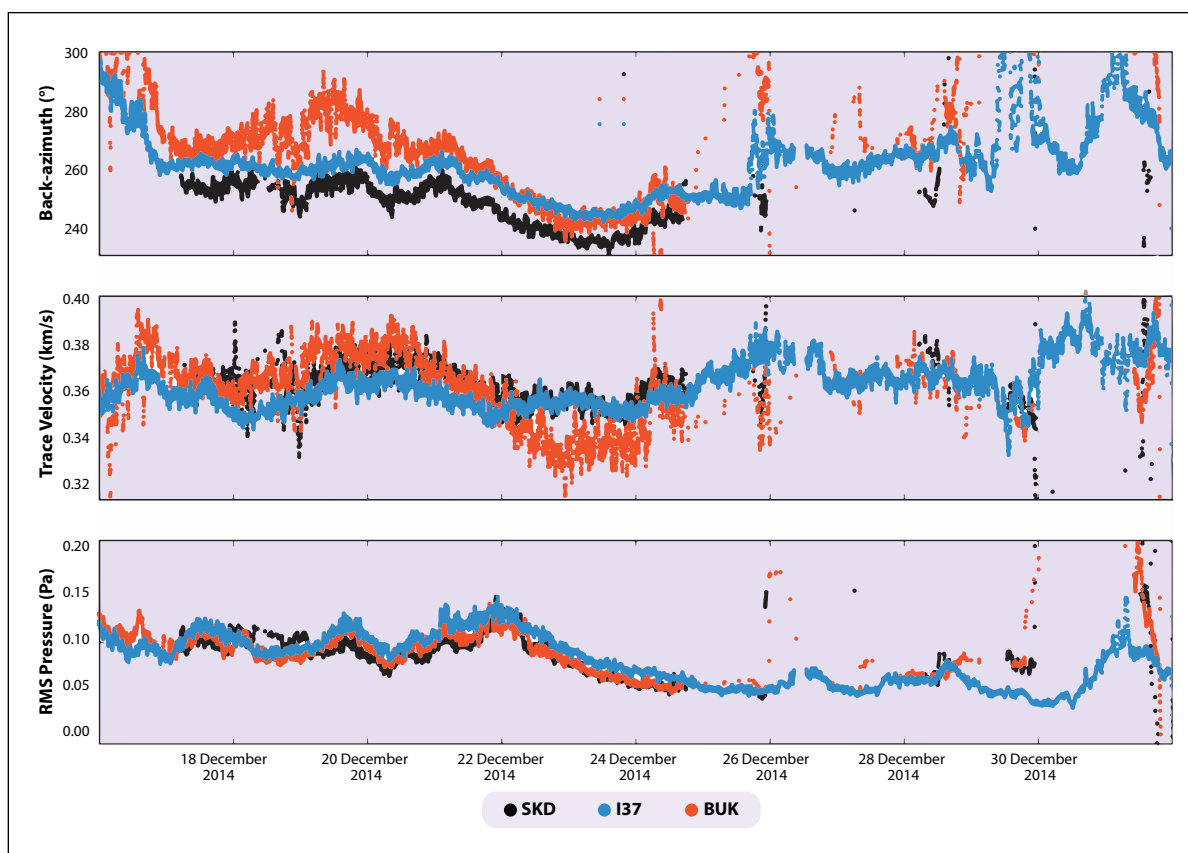 300
280
260
240
Back-azimuth (°)
0.40
0.38
0.36
0.34
0.32
Trace Velocity (km/s)
0.20
0.15
0.10
0.05
0.00
RMS Pressure (Pa)
18 December
2014
20 December
2014
22 December
2014
24 December
2014
26 December
2014
28 December
2014
30 December
2014
SKD I37 BUK